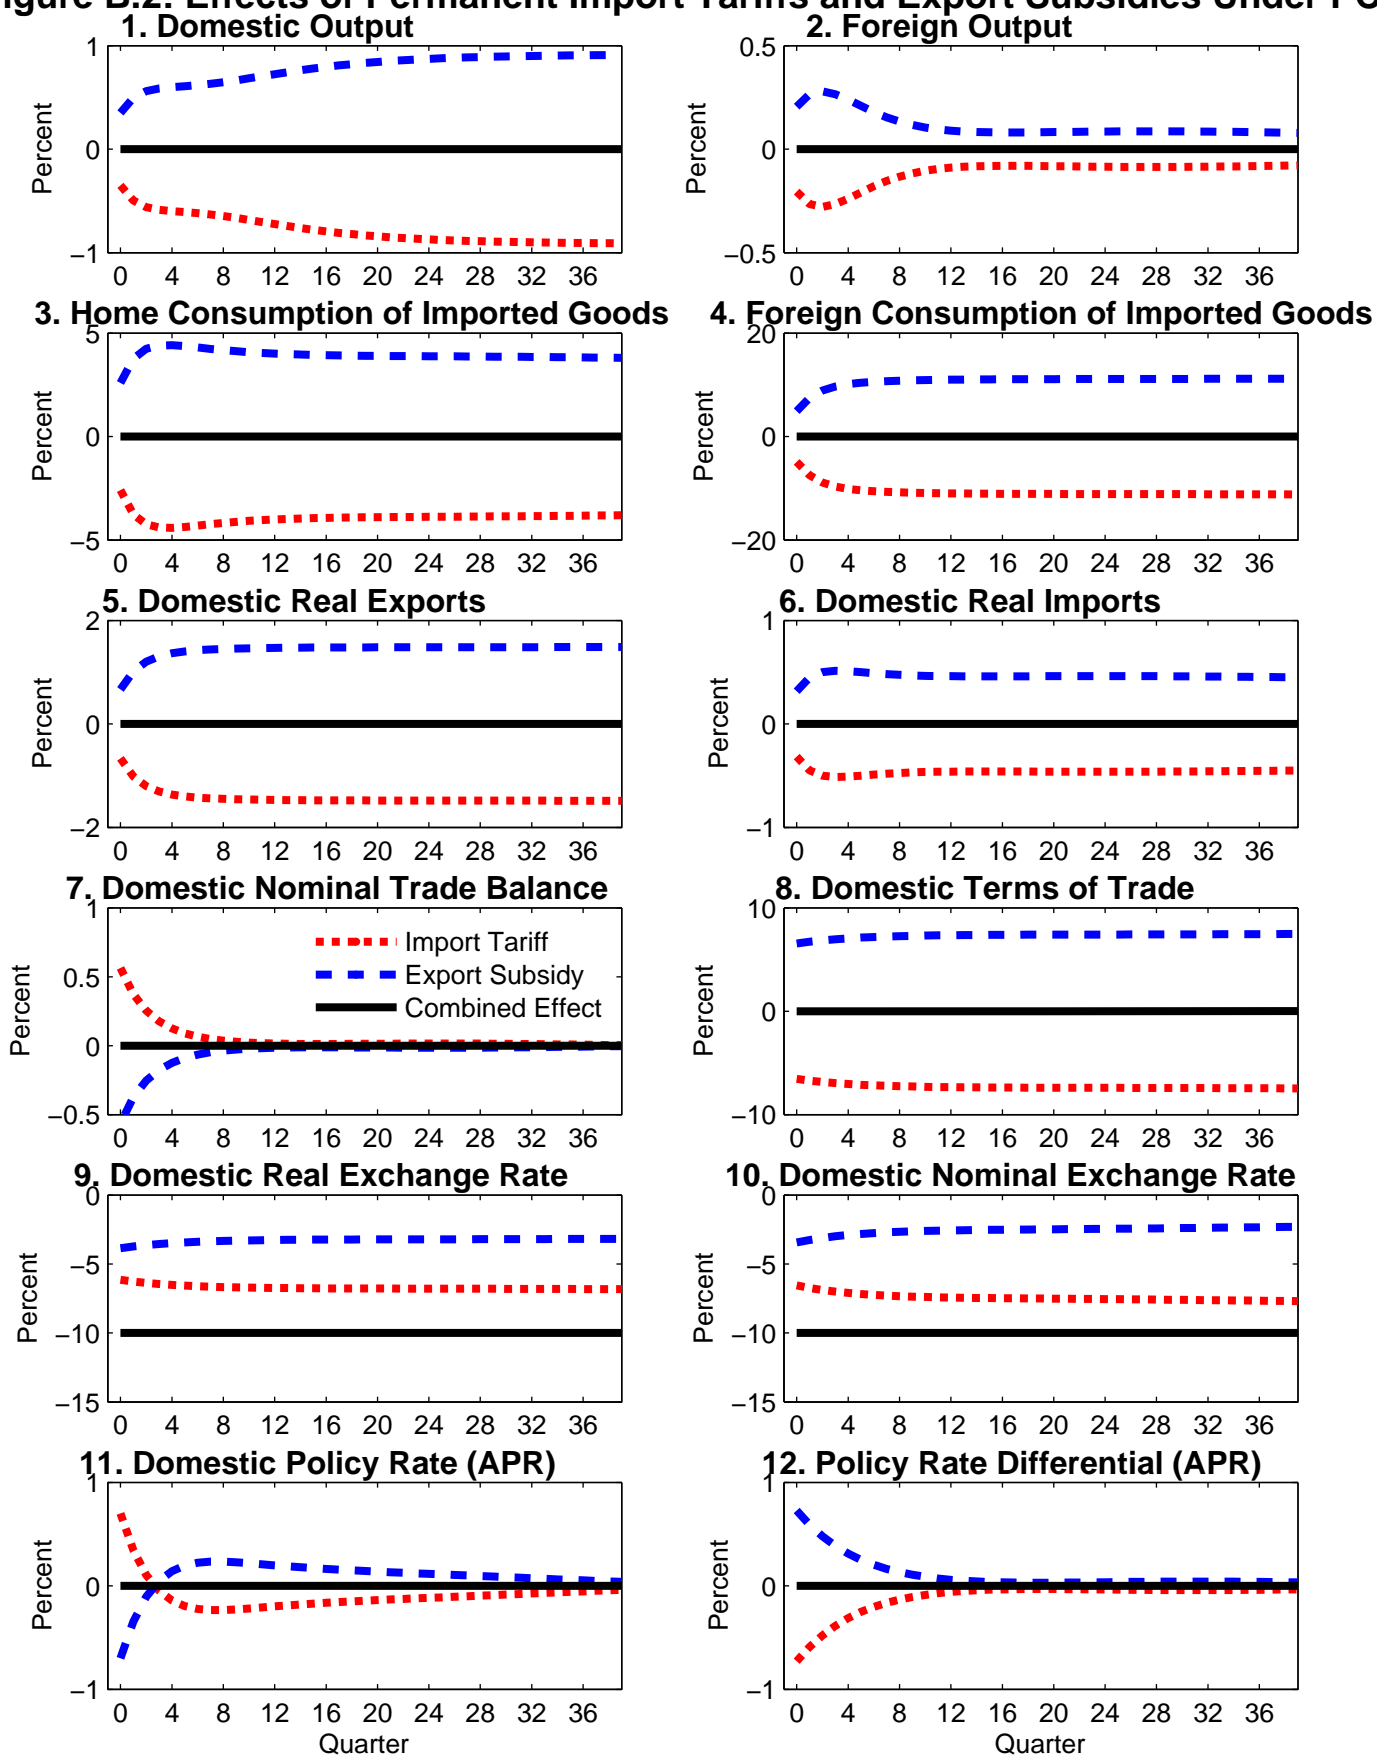 igure B.2: Effects of Permanent Import Tariffs and Export Subsidies Under PC
1. Domestic Output
Percent
1
0
−1
0 4 8 12 16 20 24 28 32 36
2. Foreign Output
Percent
0.5
0
−0.5
0 4 8 12 16 20 24 28 32 36
3. Home Consumption of Imported Goods
Percent
5
0
−5
0 4 8 12 16 20 24 28 32 36
4. Foreign Consumption of Imported Goods
Percent
20
0
−20
0 4 8 12 16 20 24 28 32 36
5. Domestic Real Exports
Percent
2
0
−2
0 4 8 12 16 20 24 28 32 36
6. Domestic Real Imports
Percent
1
0
−1
0 4 8 12 16 20 24 28 32 36
7. Domestic Nominal Trade Balance
Percent
1
0.5
0
−0.5
Import Tariff
Export Subsidy
Combined Effect
0 4 8 12 16 20 24 28 32 36
8. Domestic Terms of Trade
Percent
10
0
−10
0 4 8 12 16 20 24 28 32 36
9. Domestic Real Exchange Rate
Percent
0
−5
−10
−15
0 4 8 12 16 20 24 28 32 36
10. Domestic Nominal Exchange Rate
Percent
0
−5
−10
−15
0 4 8 12 16 20 24 28 32 36
11. Domestic Policy Rate (APR)
Percent
1
0
−1
0 4 8 12 16 20 24 28 32 36
Quarter
12. Policy Rate Differential (APR)
Percent
1
0
−1
0 4 8 12 16 20 24 28 32 36
Quarter